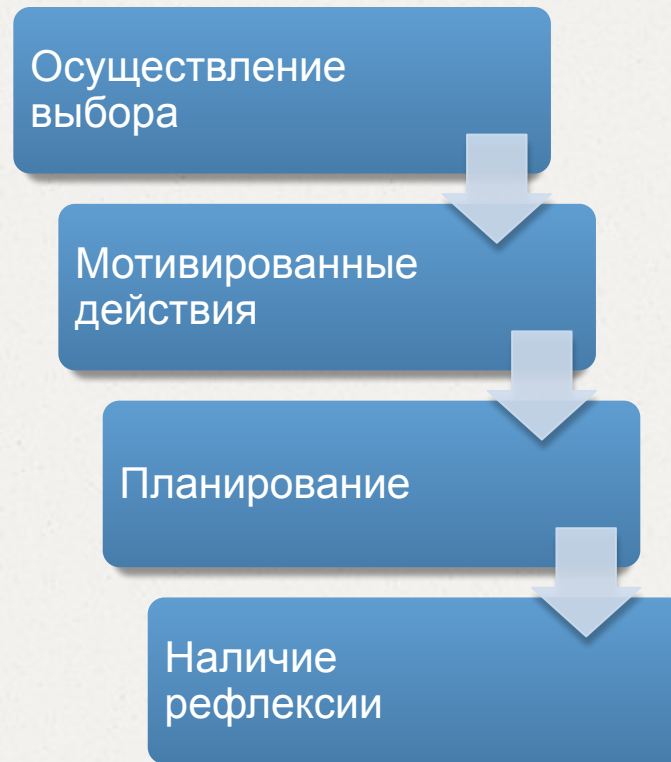 Осуществление
выбора
Мотивированные
действия
Планирование
Наличие
рефлексии